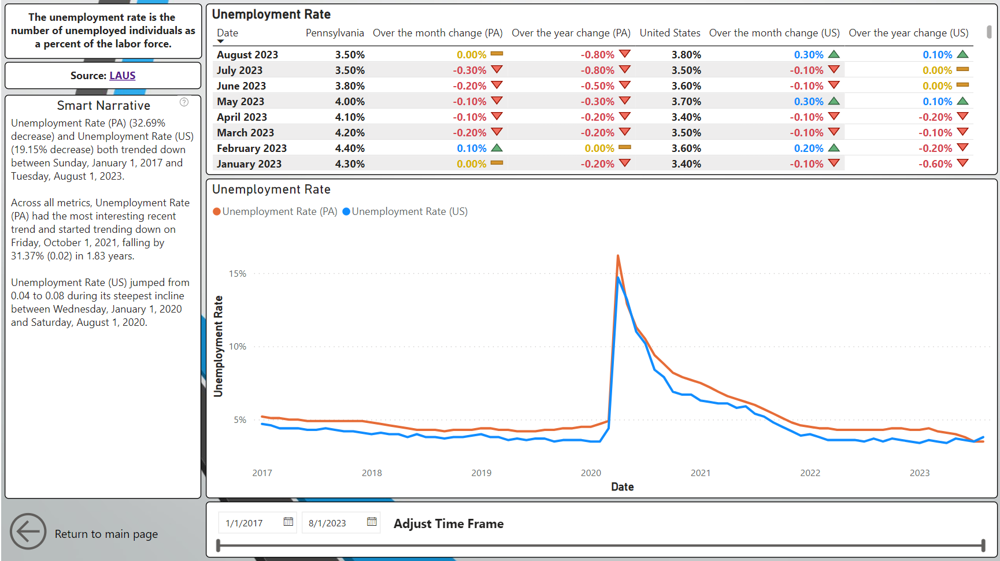 The unemployment rate is the
number of unemployed individuals as
a percent of the labor force.
Source: LAUS
Smart Narrative
?
Unemployment Rate (PA) (32.69%
decrease) and Unemployment Rate (US)
(19.15% decrease) both trended down
between Sunday, January 1, 2017 and
Tuesday, August 1, 2023.
Across all metrics, Unemployment Rate
(PA) had the most interesting recent
trend and started trending down on
Friday, October 1, 2021, falling by
31.37% (0.02) in 1.83 years.
Unemployment Rate (US) jumped from
0.04 to 0.08 during its steepest incline
between Wednesday, January 1, 2020
and Saturday, August 1, 2020.
Return to main page
Unemployment Rate
Date Pennsylvania Over the month change (PA) Over the year change (PA) United States Over the month change (US) Over the year change (US)
August 2023 3.50% 0.00% -0.80% 3.80% 0.30% 0.10%
July 2023 3.50% -0.30% -0.80% 3.50% -0.10% 0.00%
June 2023 3.80% -0.20% -0.50% 3.60% -0.10% 0.00%
May 2023 4.00% -0.10% -0.30% 3.70% 0.30% 0.10%
April 2023 4.10% -0.10% -0.20% 3.40% -0.10% -0.20%
March 2023 4.20% -0.20% -0.20% 3.50% -0.10% -0.10%
February 2023 4.40% 0.10% 0.00% 3.60% 0.20% -0.20%
January 2023 4.30% 0.00% -0.20% 3.40% -0.10% -0.60%
Unemployment Rate
Unemployment Rate (PA) Unemployment Rate (US)
Unemployment Rate
15%
10%
5%
2017 2018 2019 2020 2021 2022 2023
Date
1/1/2017 8/1/2023 Adjust Time Frame